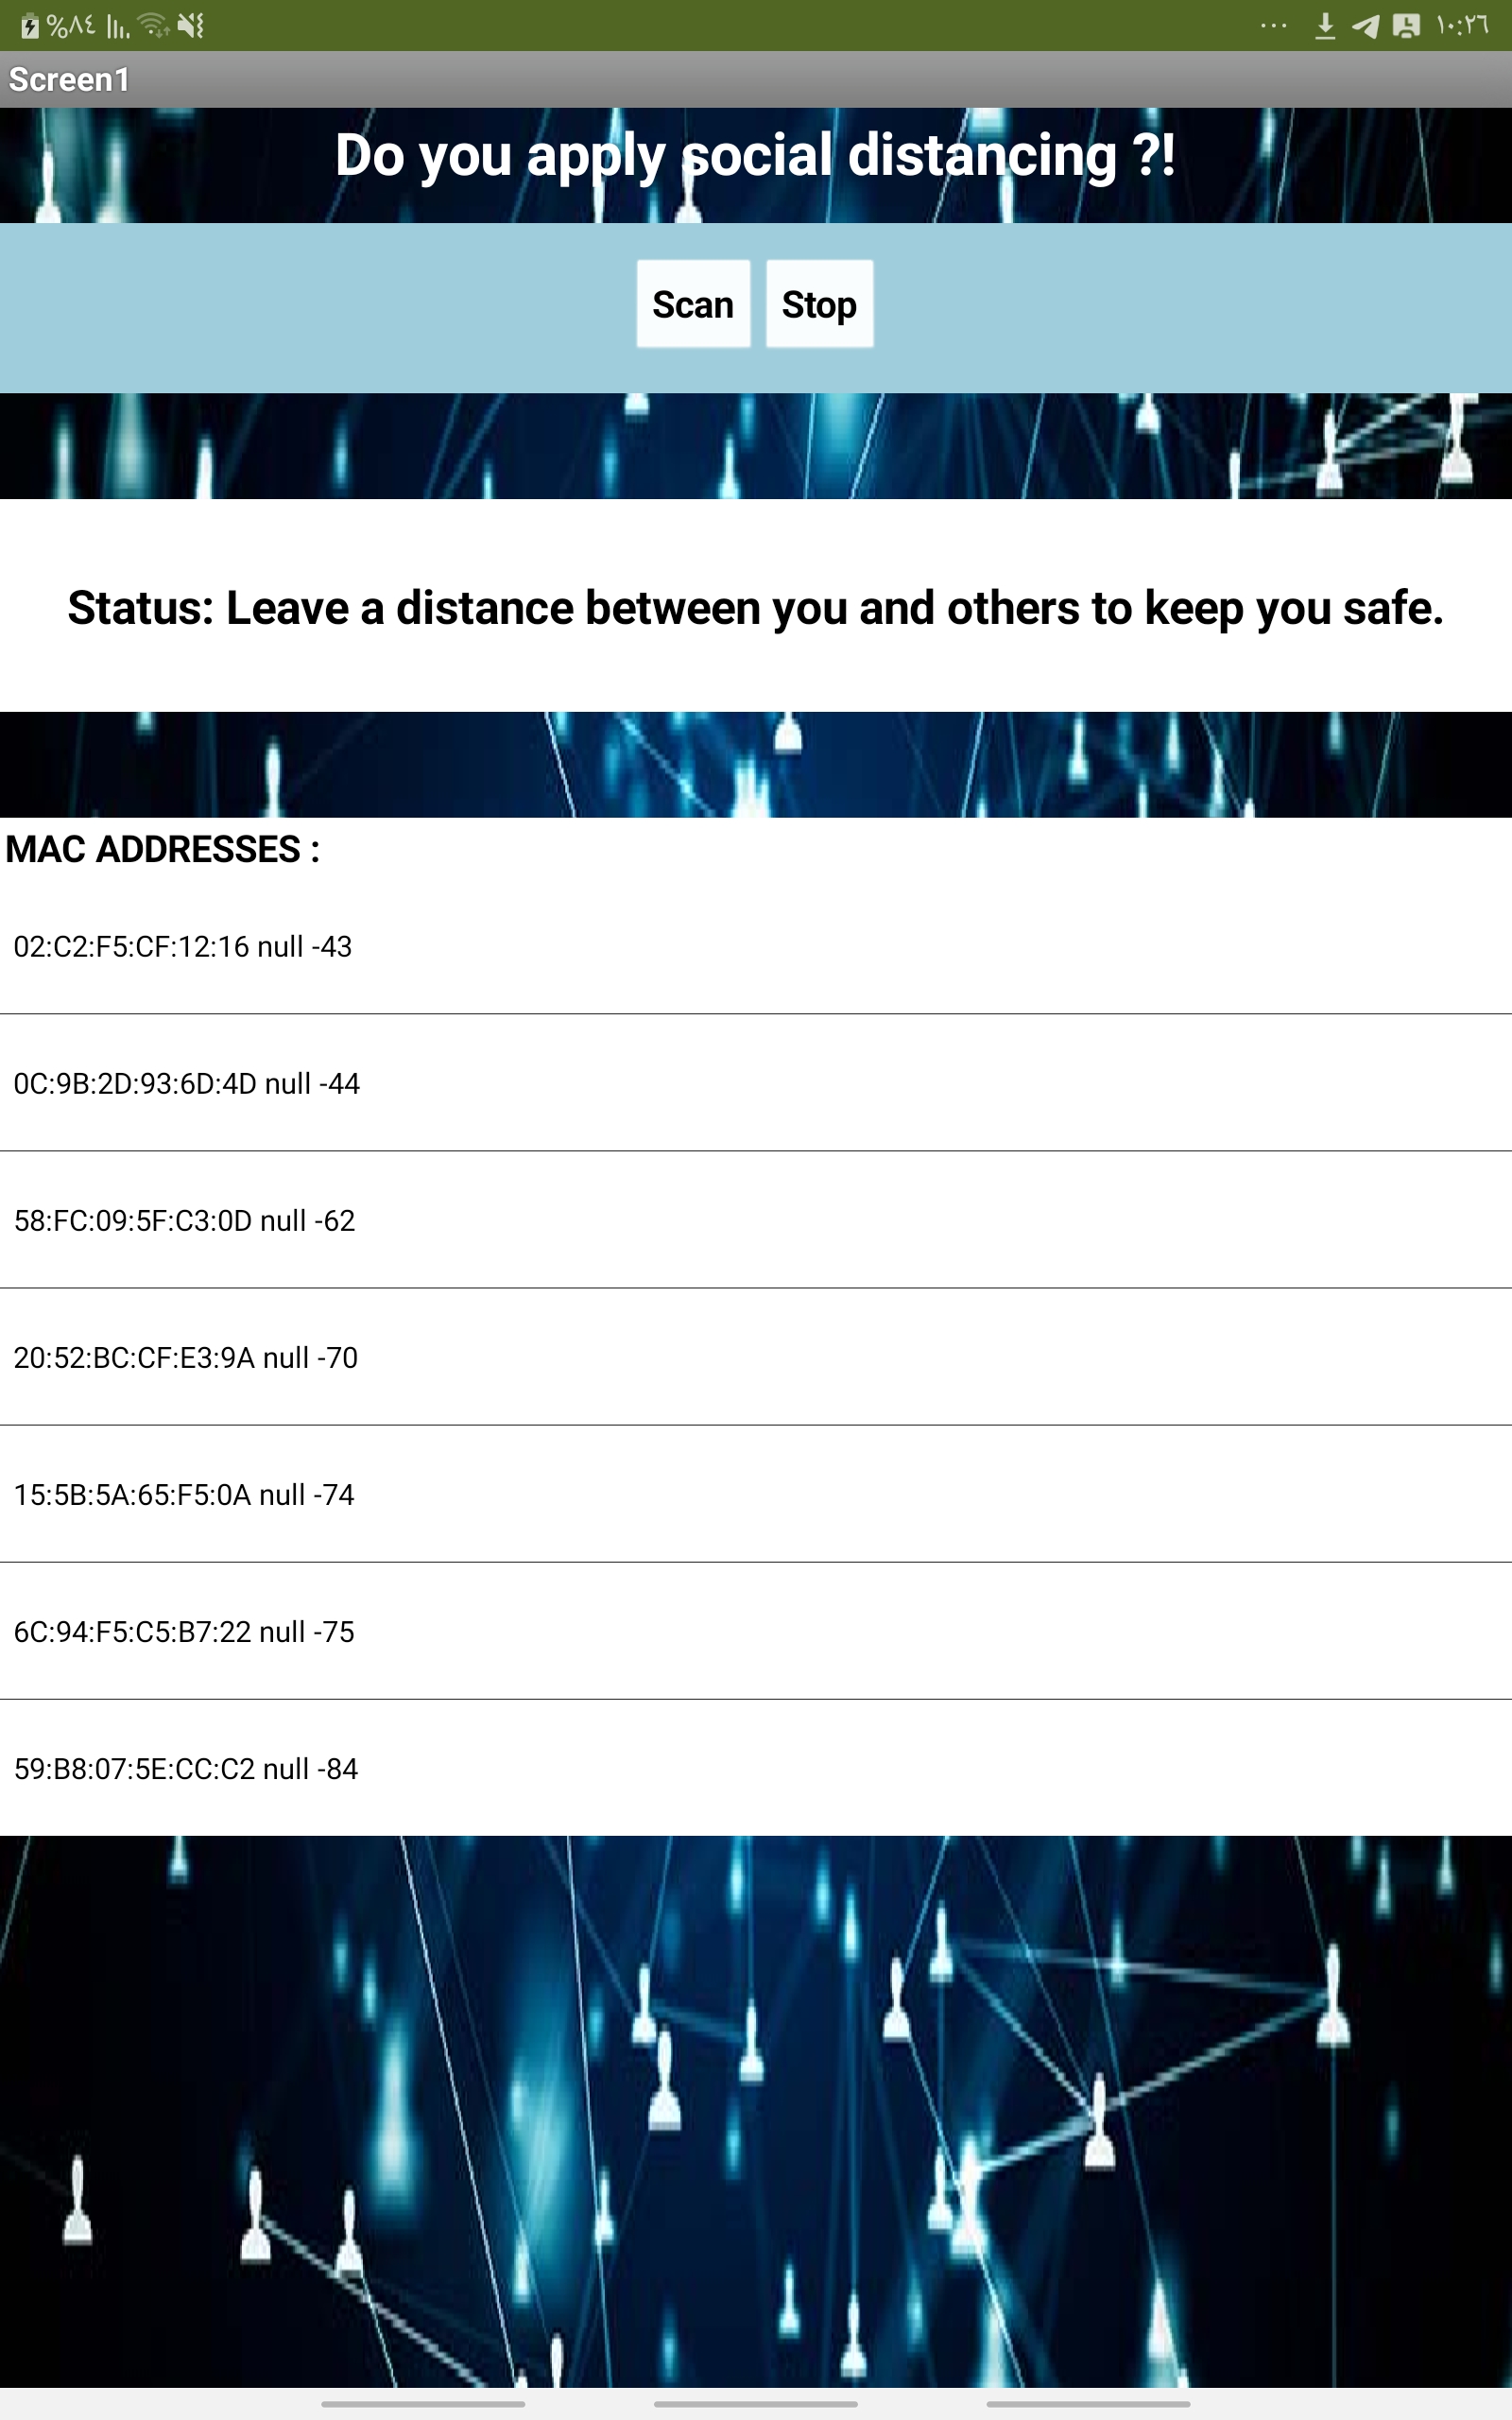 %٨٤ ١٠:٢٦
Screen1
Do you apply social distancing ?!
Scan Stop
Status: Leave a distance between you and others to keep you safe.
MAC ADDRESSES :
02:C2:F5:CF:12:16 null -43
0C:9B:2D:93:6D:4D null -44
58:FC:09:5F:C3:0D null -62
20:52:BC:CF:E3:9A null -70
15:5B:5A:65:F5:0A null -74
6C:94:F5:C5:B7:22 null -75
59:B8:07:5E:CC:C2 null -84